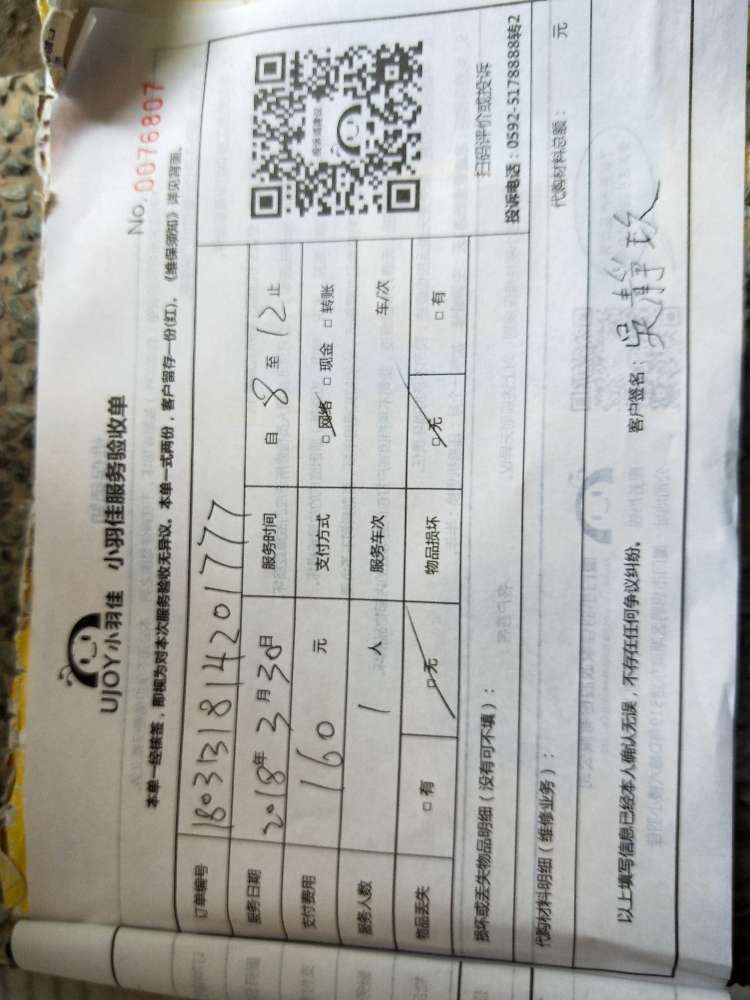 No. 0076807
UJOY小羽佳 小羽佳服务验收单
本单一经核签，即视为对本次服务验收无异议。本单一式两份，客户留存一份(红)。《维保须知》详见背面。
订单编号 180331814201777
服务日期 2018年3月30日 服务时间 自 8 至 12 止
支付费用 160 元 支付方式 □ 网络 □ 现金 □ 转账
服务人数 1 人 服务车次 车/次
物品丢失 □ 有 □ 无 物品损坏 □ 无 □ 有
扫码评价或投诉
损坏或丢失物品明细（没有可不填）：
投诉电话：0592-5178888转2
代购材料明细（维修业务）： 代购材料总额： 元
以上填写信息已经本人确认无误，不存在任何争议纠纷。 客户签名：吴静玫